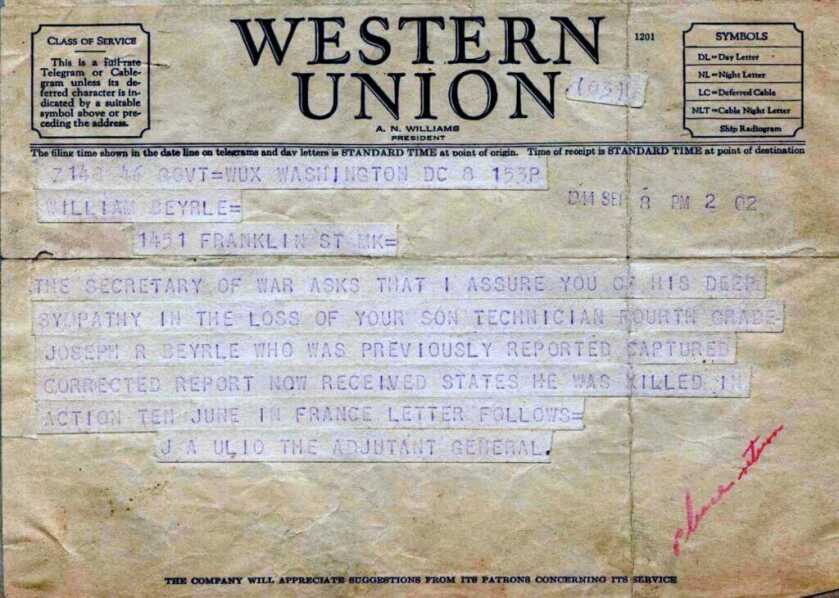 CLASS OF SERVICE
This is a full-rate
Telegram or Cable-
gram unless its de-
ferred character is in-
dicated by a suitable
symbol above or pre-
ceding the address.
WESTERN
UNION
A. N. WILLIAMS
PRESIDENT
1201
SYMBOLS
DL=Day Letter
NL=Night Letter
LC=Deferred Cable
NLT=Cable Night Letter
Ship Radiogram
The filing time shown in the date line on telegrams and day letters is STANDARD TIME at point of origin. Time of receipt is STANDARD TIME at point of destination
Z148 46 GOVT=WUX WASHINGTON DC 8 153P
WILLIAM BEYRLE=
SEP 8 PM 2 02
1451 FRANKLIN ST MK=
THE SECRETARY OF WAR ASKS THAT I ASSURE YOU OF HIS DEEP
SYMPATHY IN THE LOSS OF YOUR SON TECHNICIAN FOURTH GRADE
JOSEPH R BEYRLE WHO WAS PREVIOUSLY REPORTED CAPTURED
CORRECTED REPORT NOW RECEIVED STATES HE WAS KILLED IN
ACTION TEN JUNE IN FRANCE LETTER FOLLOWS=
J A ULIO THE ADJUTANT GENERAL.
please return
THE COMPANY WILL APPRECIATE SUGGESTIONS FROM ITS PATRONS CONCERNING ITS SERVICE